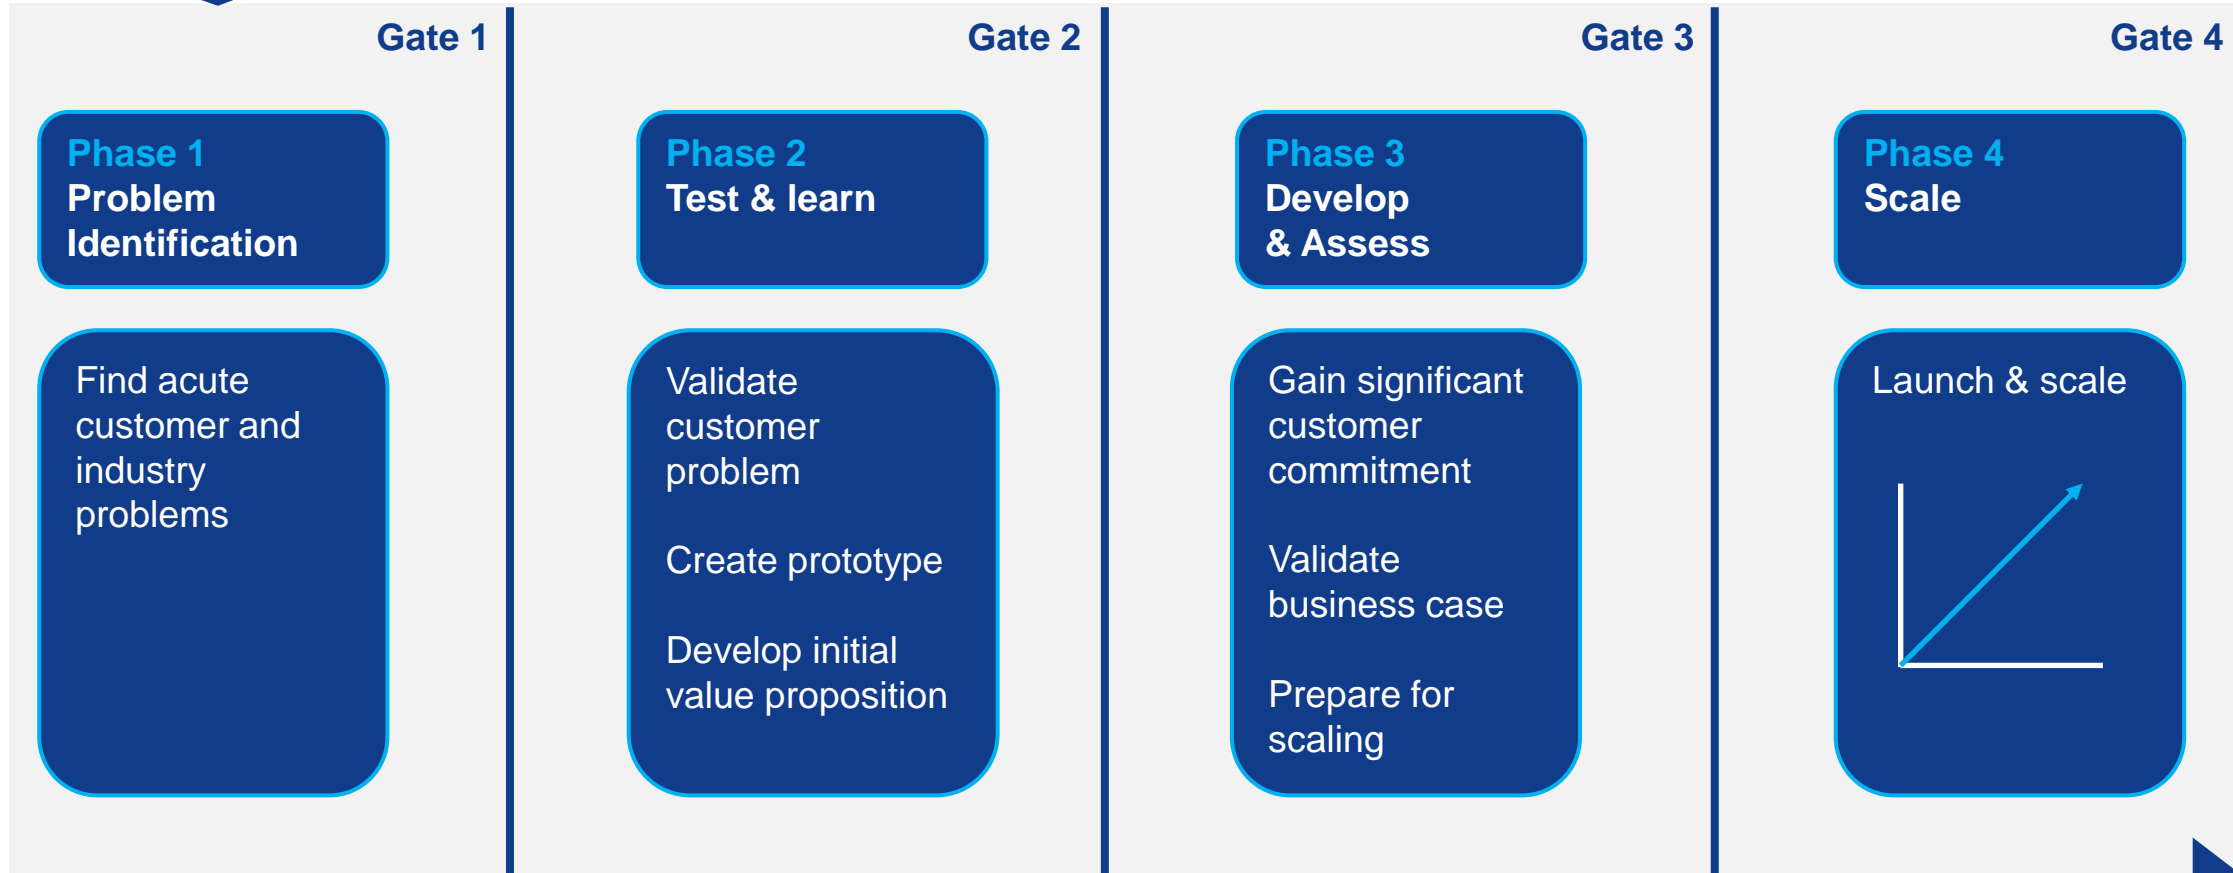 Gate 1
Gate 2
Gate 3
Gate 4
Phase 1
Problem
Identification
Phase 2
Test & learn
Phase 3
Develop
& Assess
Phase 4
Scale
Find acute
customer and
industry
problems
Validate
customer
problem
Create prototype
Develop initial
value proposition
Gain significant
customer
commitment
Validate
business case
Prepare for
scaling
Launch & scale